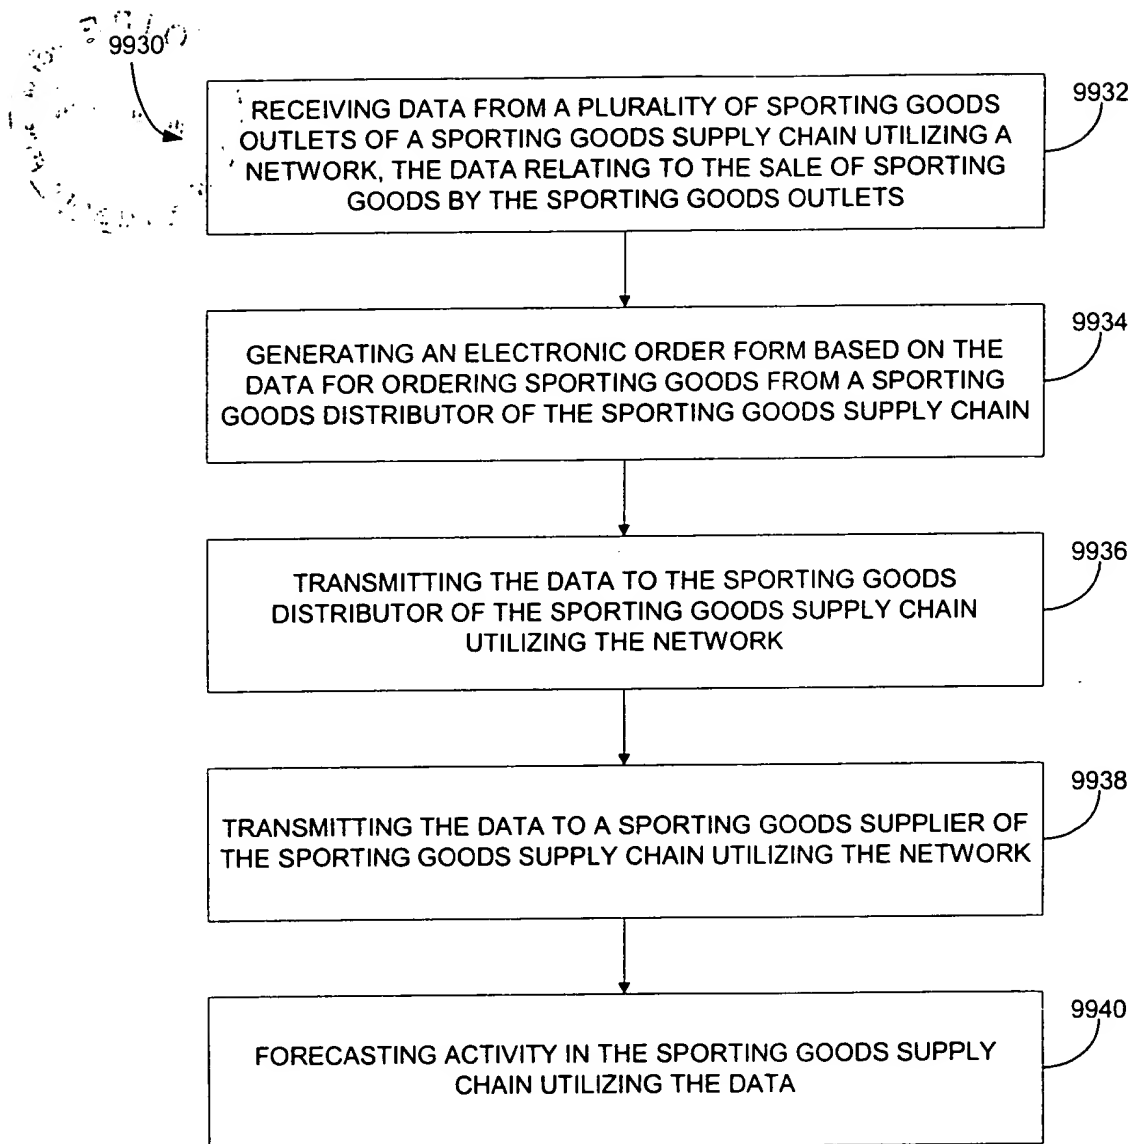 9930
RECEIVING DATA FROM A PLURALITY OF SPORTING GOODS
OUTLETS OF A SPORTING GOODS SUPPLY CHAIN UTILIZING A
NETWORK, THE DATA RELATING TO THE SALE OF SPORTING
GOODS BY THE SPORTING GOODS OUTLETS
9932
GENERATING AN ELECTRONIC ORDER FORM BASED ON THE
DATA FOR ORDERING SPORTING GOODS FROM A SPORTING
GOODS DISTRIBUTOR OF THE SPORTING GOODS SUPPLY CHAIN
9934
TRANSMITTING THE DATA TO THE SPORTING GOODS
DISTRIBUTOR OF THE SPORTING GOODS SUPPLY CHAIN
UTILIZING THE NETWORK
9936
TRANSMITTING THE DATA TO A SPORTING GOODS SUPPLIER OF
THE SPORTING GOODS SUPPLY CHAIN UTILIZING THE NETWORK
9938
FORECASTING ACTIVITY IN THE SPORTING GOODS SUPPLY
CHAIN UTILIZING THE DATA
9940